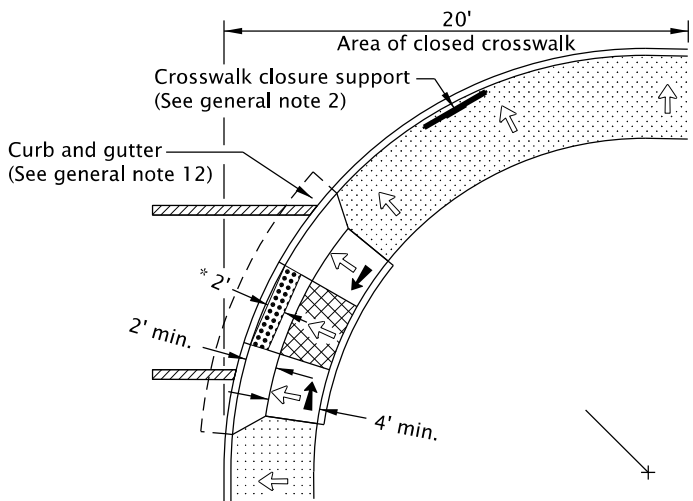 20'
Area of closed crosswalk
Crosswalk closure support
(See general note 2)
Curb and gutter
(See general note 12)
* 2'
2' min.
4' min.